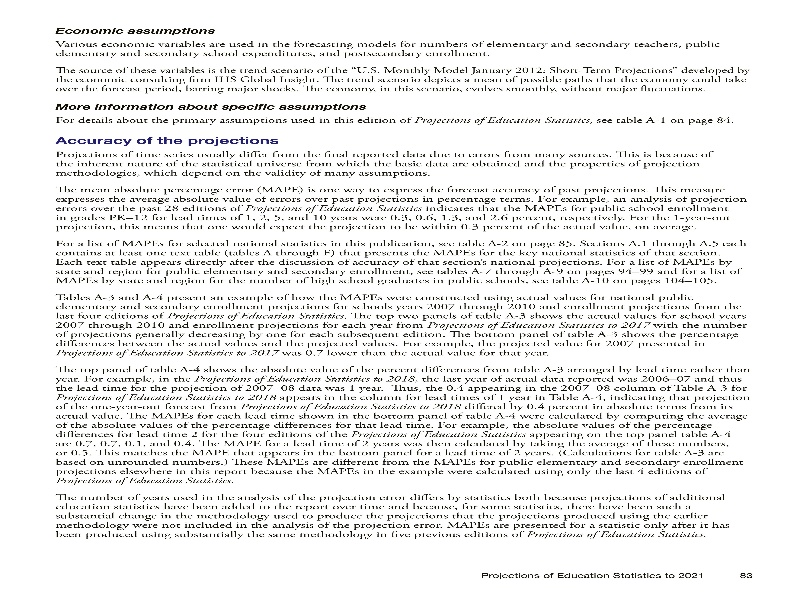 Economic assumptions
Various economic variables are used in the forecasting models for numbers of elementary and secondary teachers, public
elementary and secondary school expenditures, and postsecondary enrollment.
The source of these variables is the trend scenario of the “U.S. Monthly Model January 2012: Short-Term Projections” developed by
the economic consulting firm IHS Global Insight. The trend scenario depicts a mean of possible paths that the economy could take
over the forecast period, barring major shocks. The economy, in this scenario, evolves smoothly, without major fluctuations.
More information about specific assumptions
For details about the primary assumptions used in this edition of Projections of Education Statistics, see table A-1 on page 84.
Accuracy of the projections
Projections of time series usually differ from the final reported data due to errors from many sources. This is because of
the inherent nature of the statistical universe from which the basic data are obtained and the properties of projection
methodologies, which depend on the validity of many assumptions.
The mean absolute percentage error (MAPE) is one way to express the forecast accuracy of past projections. This measure
expresses the average absolute value of errors over past projections in percentage terms. For example, an analysis of projection
errors over the past 28 editions of Projections of Education Statistics indicates that the MAPEs for public school enrollment
in grades PK–12 for lead times of 1, 2, 5, and 10 years were 0.3, 0.6, 1.3, and 2.6 percent, respectively. For the 1-year-out
projection, this means that one would expect the projection to be within 0.3 percent of the actual value, on average.
For a list of MAPEs for selected national statistics in this publication, see table A-2 on page 85. Sections A.1 through A.5 each
contains at least one text table (tables A through F) that presents the MAPEs for the key national statistics of that section.
Each text table appears directly after the discussion of accuracy of that section’s national projections. For a list of MAPEs by
state and region for public elementary and secondary enrollment, see tables A-7 through A-9 on pages 94–99 and for a list of
MAPEs by state and region for the number of high school graduates in public schools, see table A-10 on pages 104–105.
Tables A-3 and A-4 present an example of how the MAPEs were constructed using actual values for national public
elementary and secondary enrollment projections for schools years 2007 through 2010 and enrollment projections from the
last four editions of Projections of Education Statistics. The top two panels of table A-3 shows the actual values for school years
2007 through 2010 and enrollment projections for each year from Projections of Education Statistics to 2017 with the number
of projections generally decreasing by one for each subsequent edition. The bottom panel of table A-3 shows the percentage
differences between the actual values and the projected values. For example, the projected value for 2007 presented in
Projections of Education Statistics to 2017 was 0.7 lower than the actual value for that year.
The top panel of table A-4 shows the absolute value of the percent differences from table A-3 arranged by lead time rather than
year. For example, in the Projections of Education Statistics to 2018, the last year of actual data reported was 2006–07 and thus
the lead time for the projection of 2007–08 data was 1 year. Thus, the 0.4 appearing in the 2007–08 column of Table A-3 for
Projections of Education Statistics to 2018 appears in the column for lead times of 1 year in Table A-4, indicating that projection
of the one-year-out forecast from Projections of Education Statistics to 2018 differed by 0.4 percent in absolute terms from its
actual value. The MAPEs for each lead time shown in the bottom panel of table A-4 were calculated by computing the average
of the absolute values of the percentage differences for that lead time. For example, the absolute values of the percentage
differences for lead time 2 for the four editions of the Projections of Education Statistics appearing on the top panel table A-4
are 0.7, 0.7, 0.1, and 0.4. The MAPE for a lead time of 2 years was then calculated by taking the average of these numbers,
or 0.5. This matches the MAPE that appears in the bottom panel for a lead time of 2 years. (Calculations for table A-3 are
based on unrounded numbers.) These MAPEs are different from the MAPEs for public elementary and secondary enrollment
projections elsewhere in this report because the MAPEs in the example were calculated using only the last 4 editions of
Projections of Education Statistics.
The number of years used in the analysis of the projection error differs by statistics both because projections of additional
education statistics have been added to the report over time and because, for some statistics, there have been such a
substantial change in the methodology used to produce the projections that the projections produced using the earlier
methodology were not included in the analysis of the projection error. MAPEs are presented for a statistic only after it has
been produced using substantially the same methodology in five previous editions of Projections of Education Statistics.
Projections of Education Statistics to 2021 83